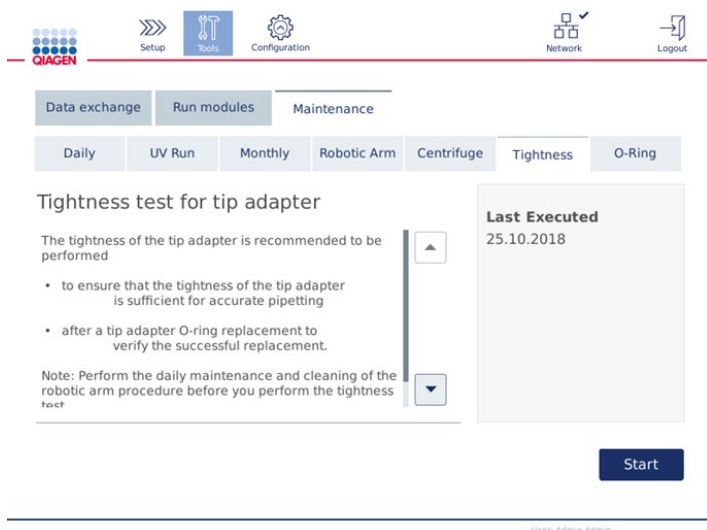 QIAGEN
Setup
Tools
Configuration
Network
Logout
Data exchange
Run modules
Maintenance
Daily
UV Run
Monthly
Robotic Arm
Centrifuge
Tightness
O-Ring
Tightness test for tip adapter
The tightness of the tip adapter is recommended to be
performed
• to ensure that the tightness of the tip adapter
is sufficient for accurate pipetting
• after a tip adapter O-ring replacement to
verify the successful replacement.
Note: Perform the daily maintenance and cleaning of the
robotic arm procedure before you perform the tightness
test
Last Executed
25.10.2018
Start
User: Admin Admin